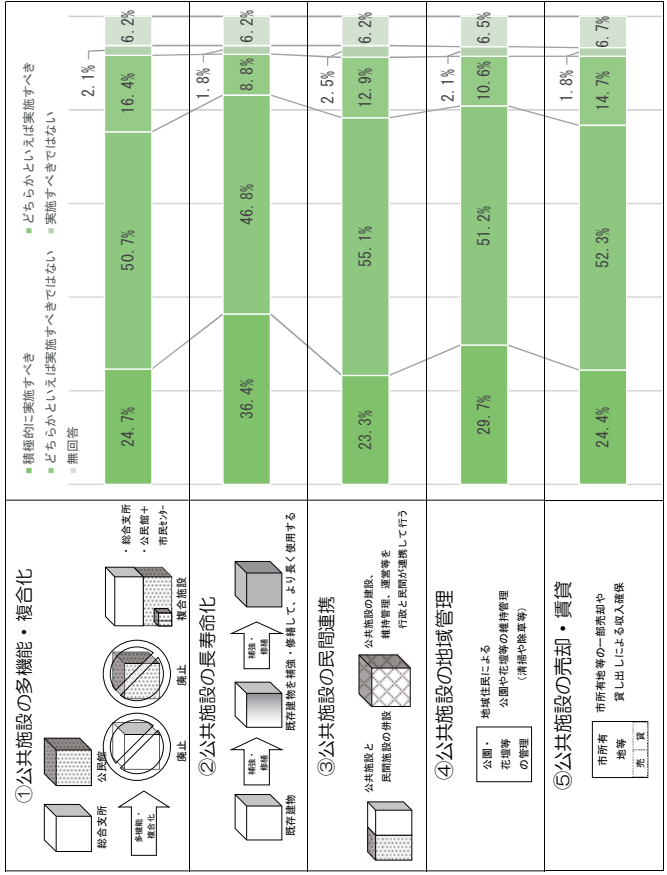 積極的に実施すべき
どちらかといえば実施すべき
どちらかといえば実施すべきではない
実施すべきではない
無回答
①公共施設の多機能・複合化
総合支所
公民館
多機能・
複合化
廃止
廃止
複合施設
・総合支所
・公民館＋
市民センター
24.7%
50.7%
16.4%
2.1%
6.2%
②公共施設の長寿命化
既存建物
補強・
修繕
補強・
修繕
既存建物を補強・修繕して、より長く使用する
36.4%
46.8%
8.8%
1.8%
6.2%
③公共施設の民間連携
公共施設と
民間施設の併設
公共施設の建設、
維持管理、運営等を
行政と民間が連携して行う
23.3%
55.1%
12.9%
2.5%
6.2%
④公共施設の地域管理
公園・
花壇等
の管理
地域住民による
公園や花壇等の維持管理
（清掃や除草等）
29.7%
51.2%
10.6%
2.1%
6.5%
⑤公共施設の売却・賃貸
市所有
地等
売
貸
市所有地等の一部売却や
貸し出しによる収入確保
24.4%
52.3%
14.7%
1.8%
6.7%